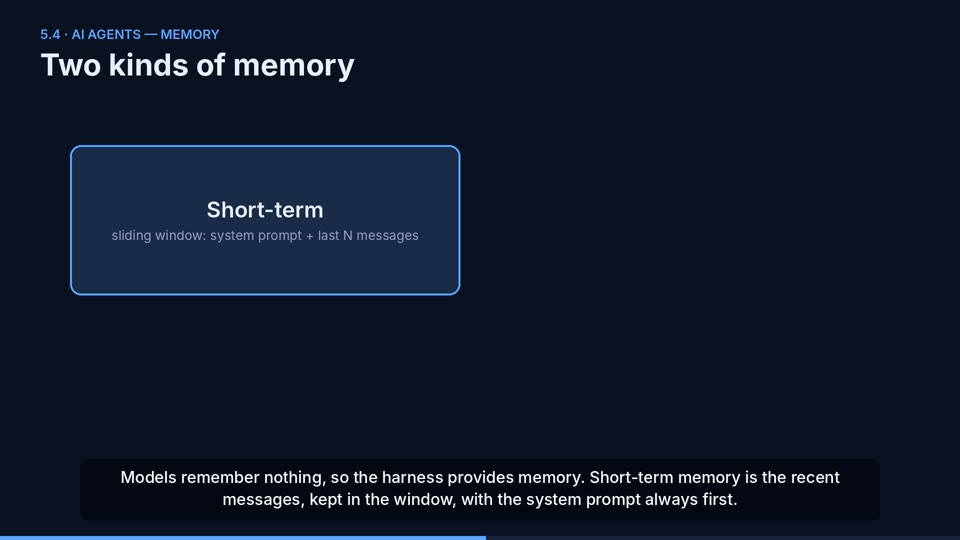 5.4 · AI AGENTS — MEMORY
Two kinds of memory
Short-term
sliding window: system prompt + last N messages
Models remember nothing, so the harness provides memory. Short-term memory is the recent
messages, kept in the window, with the system prompt always first.